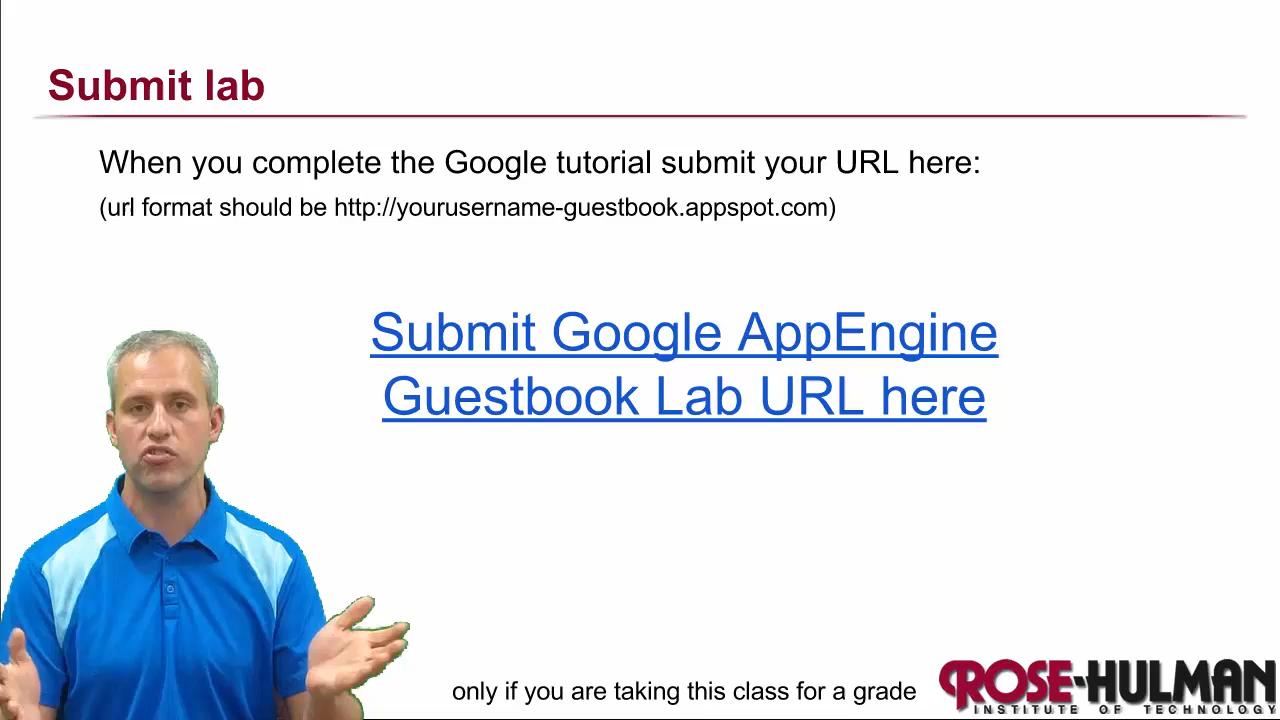 Submit lab
When you complete the Google tutorial submit your URL here:
(url format should be http://yourusername-guestbook.appspot.com)
Submit Google AppEngine
Guestbook Lab URL here
only if you are taking this class for a grade
ROSE-HULMAN
INSTITUTE OF TECHNOLOGY